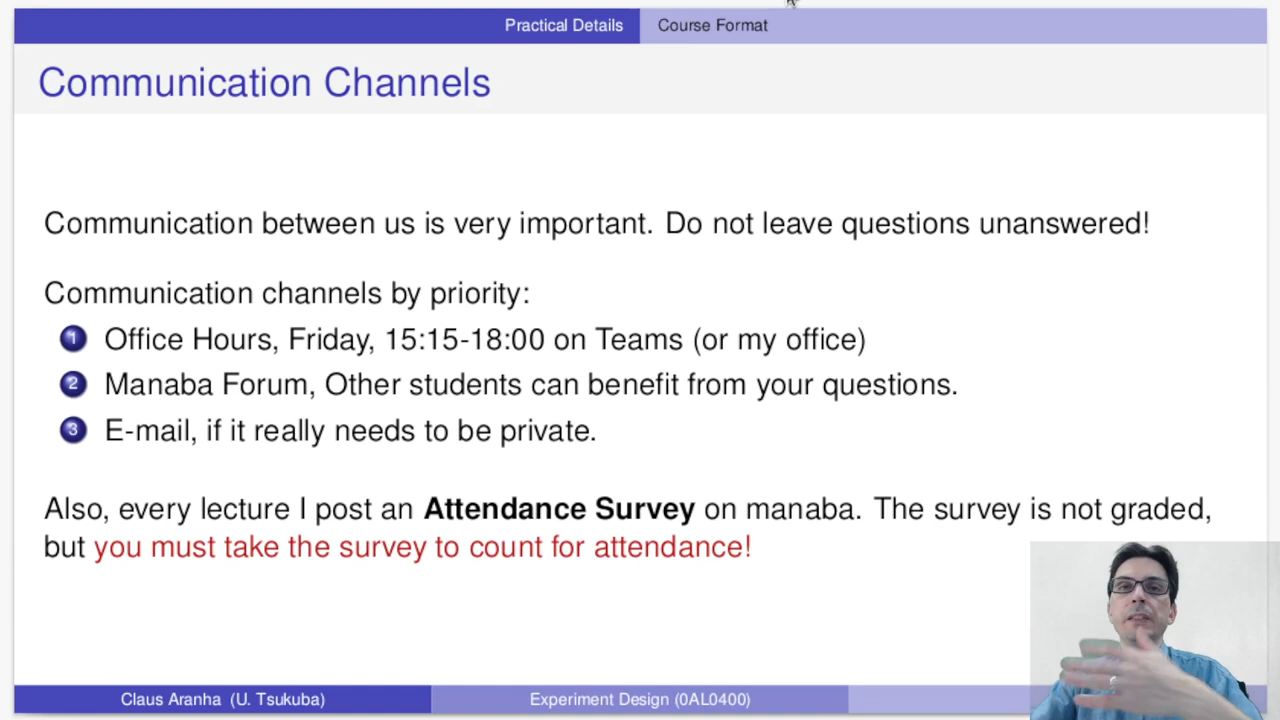 Practical Details Course Format
Communication Channels
Communication between us is very important. Do not leave questions unanswered!
Communication channels by priority:
1 Office Hours, Friday, 15:15-18:00 on Teams (or my office)
2 Manaba Forum, Other students can benefit from your questions.
3 E-mail, if it really needs to be private.
Also, every lecture I post an Attendance Survey on manaba. The survey is not graded,
but you must take the survey to count for attendance!
Claus Aranha (U. Tsukuba) Experiment Design (0AL0400)